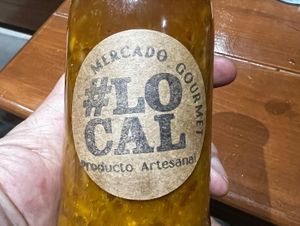 MERCADO GOURMET
#LO
CAL
Producto Artesanal